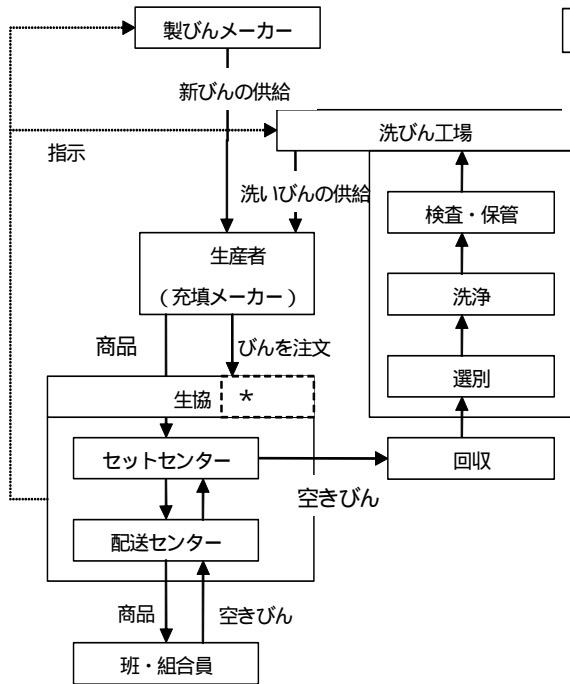 製びんメーカー
新びんの供給
洗びん工場
指示
洗いびんの供給
検査・保管
生産者
（充填メーカー）
洗浄
商品
びんを注文
選別
生協
*
セットセンター
回収
空きびん
配送センター
商品
空きびん
班・組合員